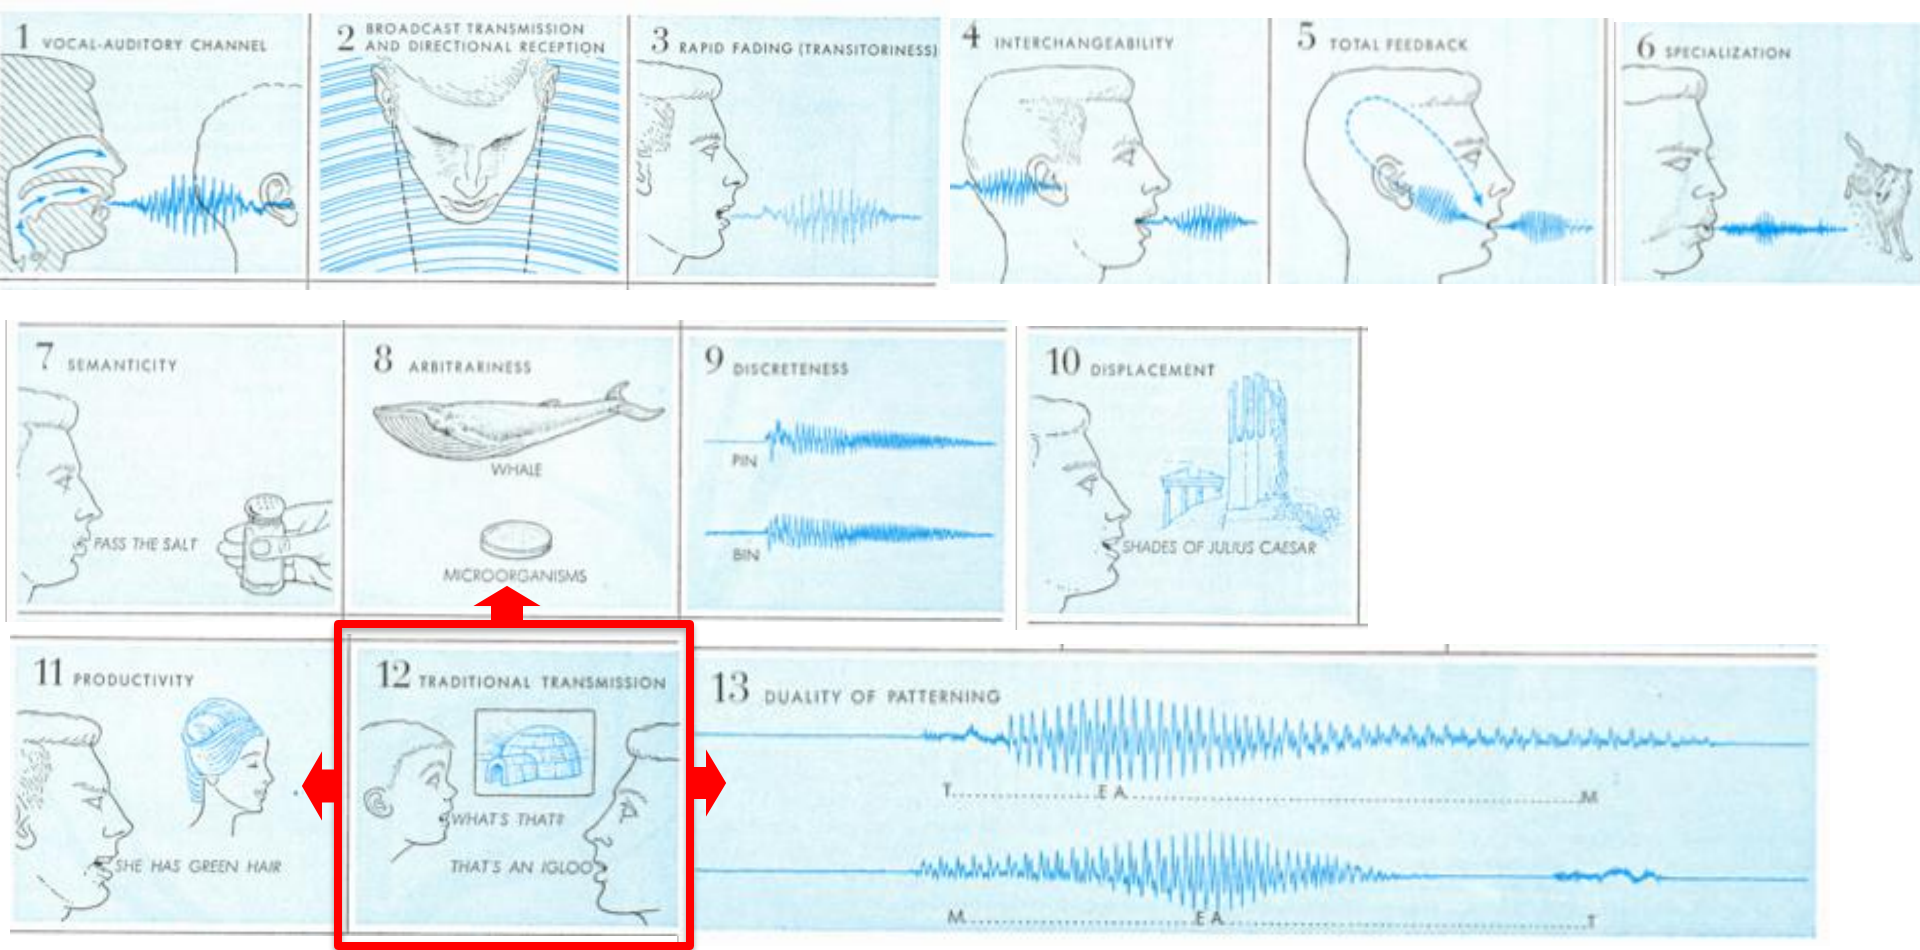 1 VOCAL-AUDITORY CHANNEL
2 BROADCAST TRANSMISSION
AND DIRECTIONAL RECEPTION
3 RAPID FADING (TRANSITORINESS)
4 INTERCHANGEABILITY
5 TOTAL FEEDBACK
6 SPECIALIZATION
7 SEMANTICITY
PASS THE SALT
8 ARBITRARINESS
WHALE
MICROORGANISMS
9 DISCRETENESS
PIN
BIN
10 DISPLACEMENT
SHADES OF JULIUS CAESAR
11 PRODUCTIVITY
SHE HAS GREEN HAIR
12 TRADITIONAL TRANSMISSION
WHAT'S THAT?
THAT'S AN IGLOO
13 DUALITY OF PATTERNING
T EA M
M EA T